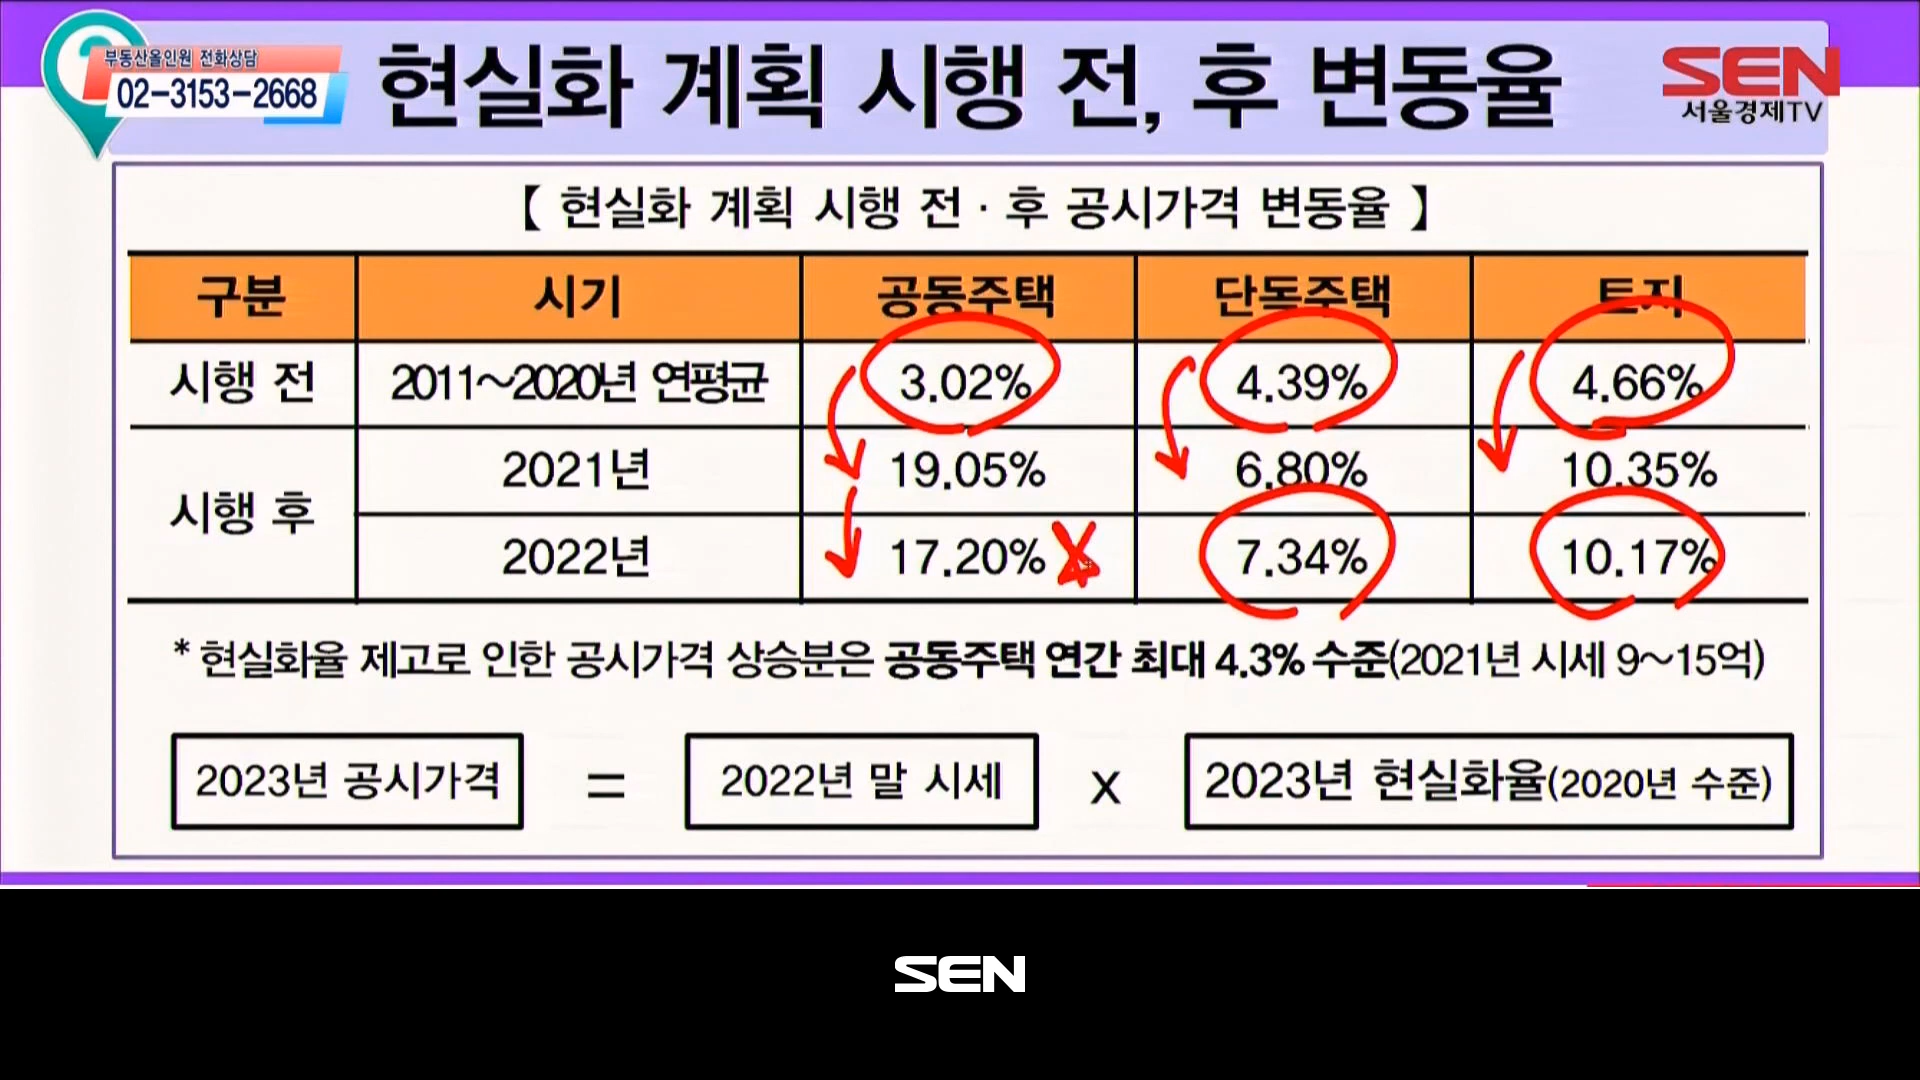 부동산올인원 전화상담
02-3153-2668
현실화 계획 시행 전, 후 변동율
SEN
서울경제TV
【 현실화 계획 시행 전 · 후 공시가격 변동율 】
구분 시기 공동주택 단독주택 토지
시행 전 2011~2020년 연평균 3.02% 4.39% 4.66%
시행 후
2021년 19.05% 6.80% 10.35%
2022년 17.20% 7.34% 10.17%
* 현실화율 제고로 인한 공시가격 상승분은 공동주택 연간 최대 4.3% 수준(2021년 시세 9~15억)
2023년 공시가격 = 2022년 말 시세 x 2023년 현실화율(2020년 수준)
SEN